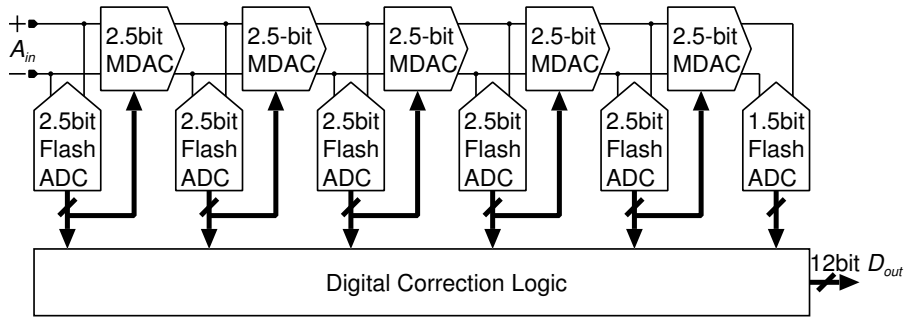 +
A_in
−
2.5bit
MDAC
2.5-bit
MDAC
2.5-bit
MDAC
2.5-bit
MDAC
2.5-bit
MDAC
2.5bit
Flash
ADC
2.5bit
Flash
ADC
2.5bit
Flash
ADC
2.5bit
Flash
ADC
2.5bit
Flash
ADC
1.5bit
Flash
ADC
Digital Correction Logic
12bit D_out